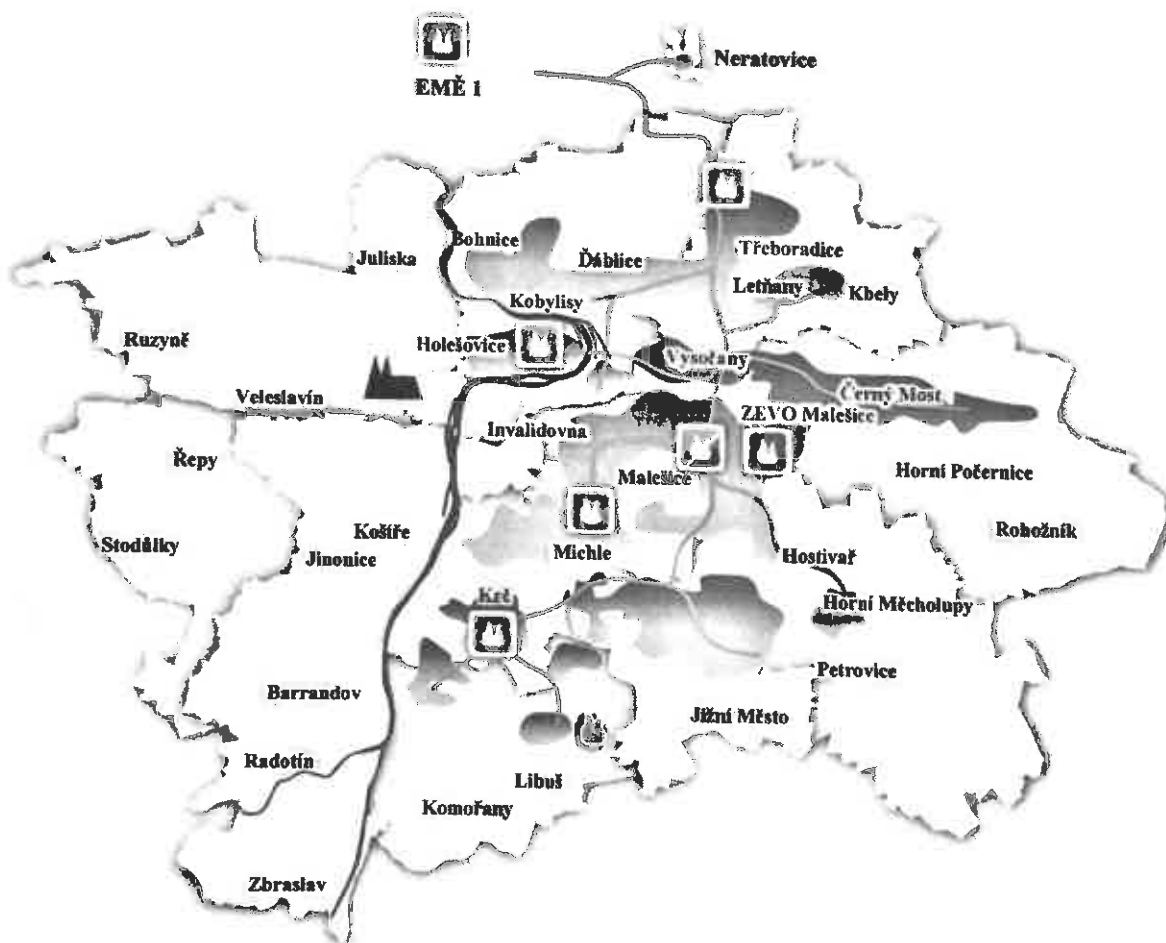 Neratovice
EMĚ 1
Bohnice
Juliska
Ďáblice
Třeboradice
Letňany
Kbely
Kobylisy
Ruzyně
Holešovice
Vysočany
Veleslavín
Černý Most
ZEVO Malešice
Invalidovna
Řepy
Malešice
Horní Počernice
Rohožník
Koštíře
Stodůlky
Jinonice
Michle
Hostivař
Krč
Horní Měcholupy
Petrovice
Barrandov
Jižní Město
Radotín
Libuš
Komořany
Zbraslav